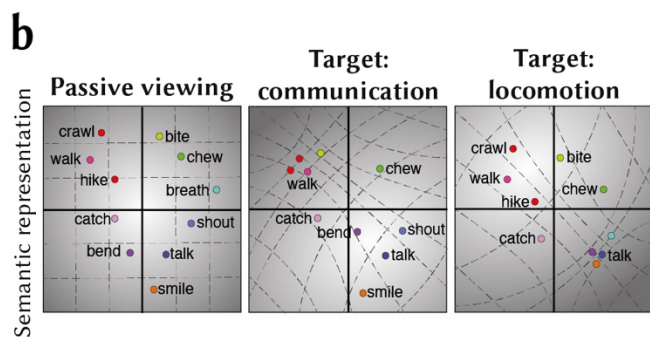 b
Passive viewing
Target:
communication
Target:
locomotion
Semantic representation
crawl
bite
walk
chew
hike
breath
catch
shout
bend
talk
smile
chew
walk
catch
bend
shout
talk
smile
crawl
bite
walk
chew
hike
catch
talk